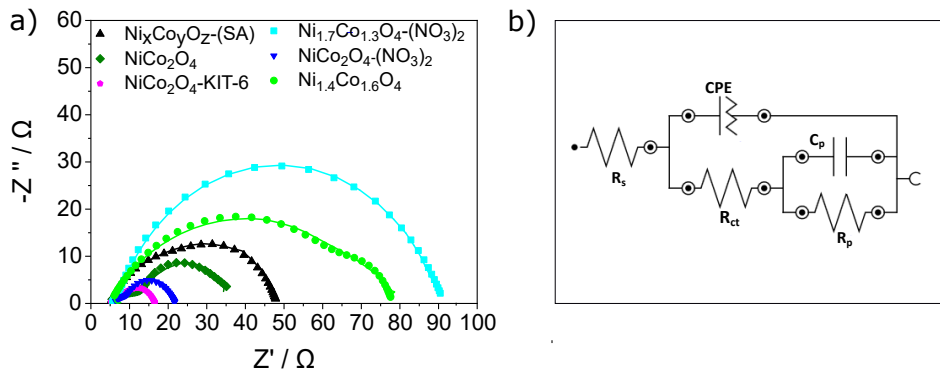 a)
60
50
40
30
20
10
0
-Z '' / Ω
NiₓCoᵧO𝓏-(SA)
NiCo₂O₄
NiCo₂O₄-KIT-6
Ni₁.₇Co₁.₃O₄-(NO₃)₂
NiCo₂O₄-(NO₃)₂
Ni₁.₄Co₁.₆O₄
0 10 20 30 40 50 60 70 80 90 100
Z' / Ω
b)
CPE
Cₚ
Rₛ
R_ct
Rₚ